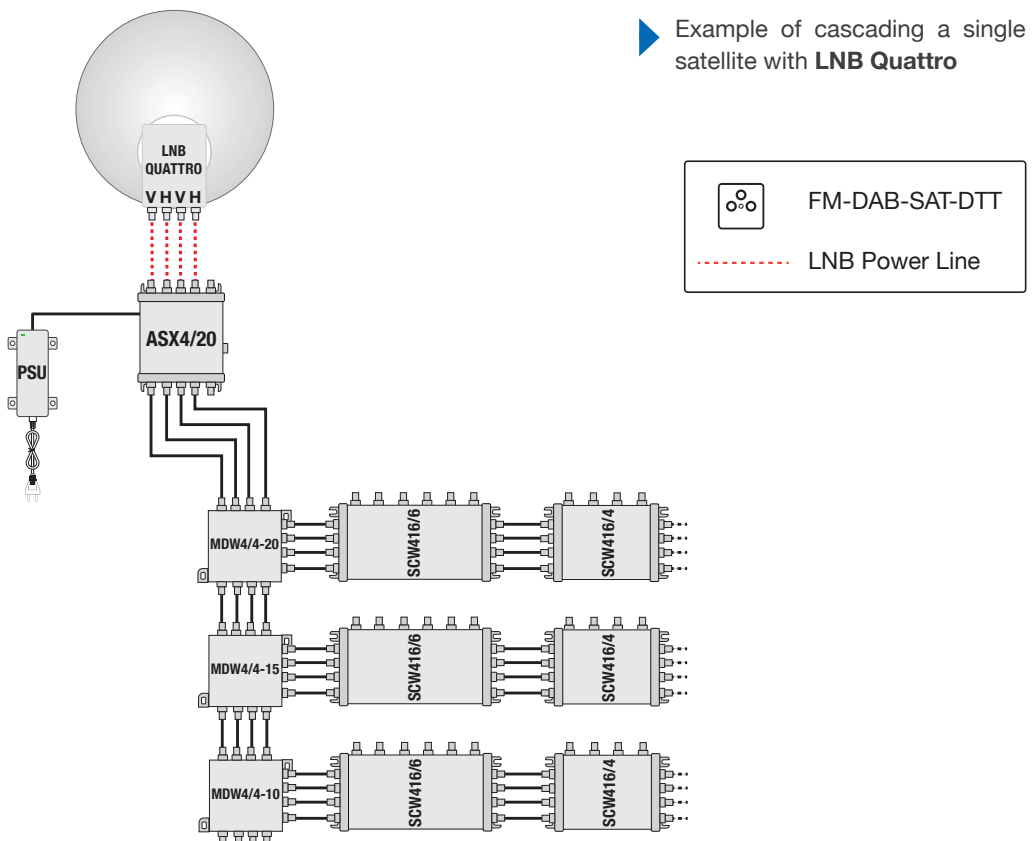 Example of cascading a single
satellite with LNB Quattro
LNB
QUATTRO
V H V H
FM-DAB-SAT-DTT
LNB Power Line
ASX4/20
PSU
MDW4/4-20
SCW416/6
SCW416/4
MDW4/4-15
SCW416/6
SCW416/4
MDW4/4-10
SCW416/6
SCW416/4